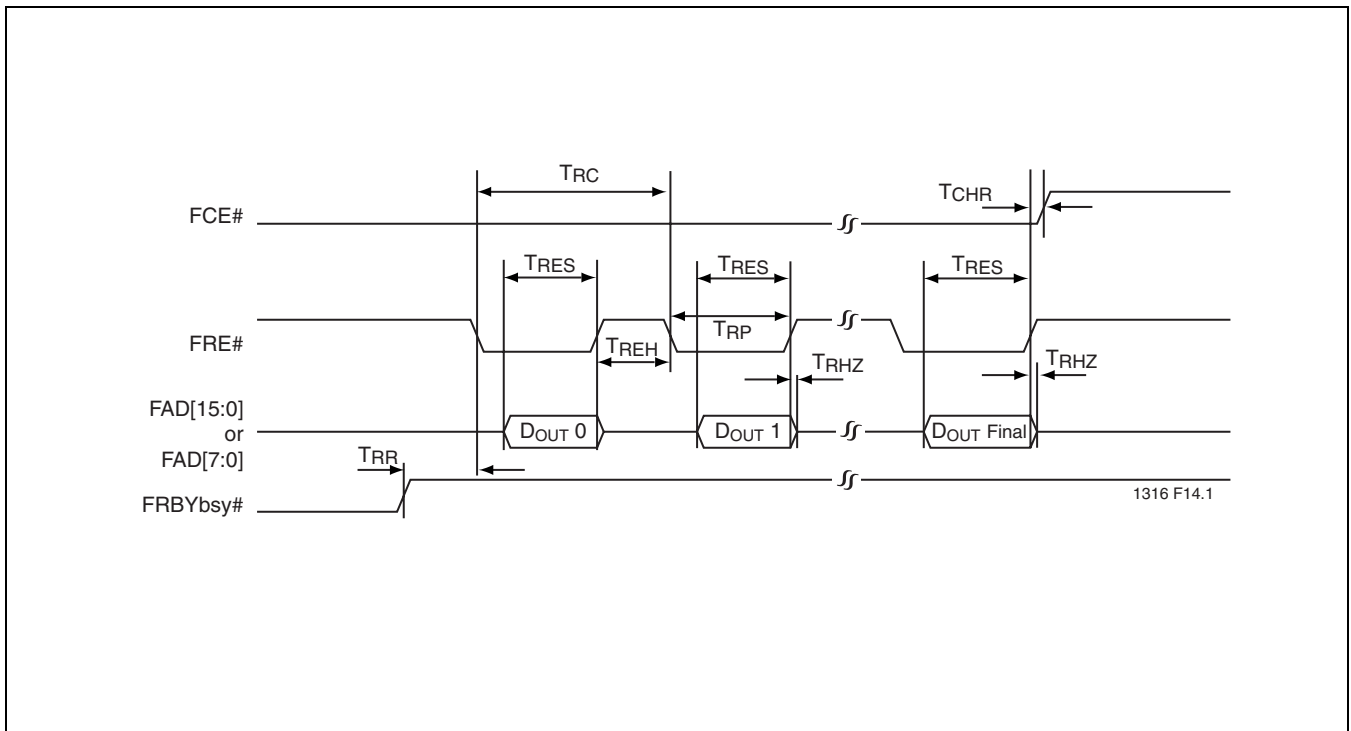 TRC
TCHR
FCE#
TRES
TRES
TRES
FRE#
TRP
TREH
TRHZ
TRHZ
FAD[15:0]
or
FAD[7:0]
DOUT 0
DOUT 1
DOUT Final
TRR
FRBYbsy#
1316 F14.1